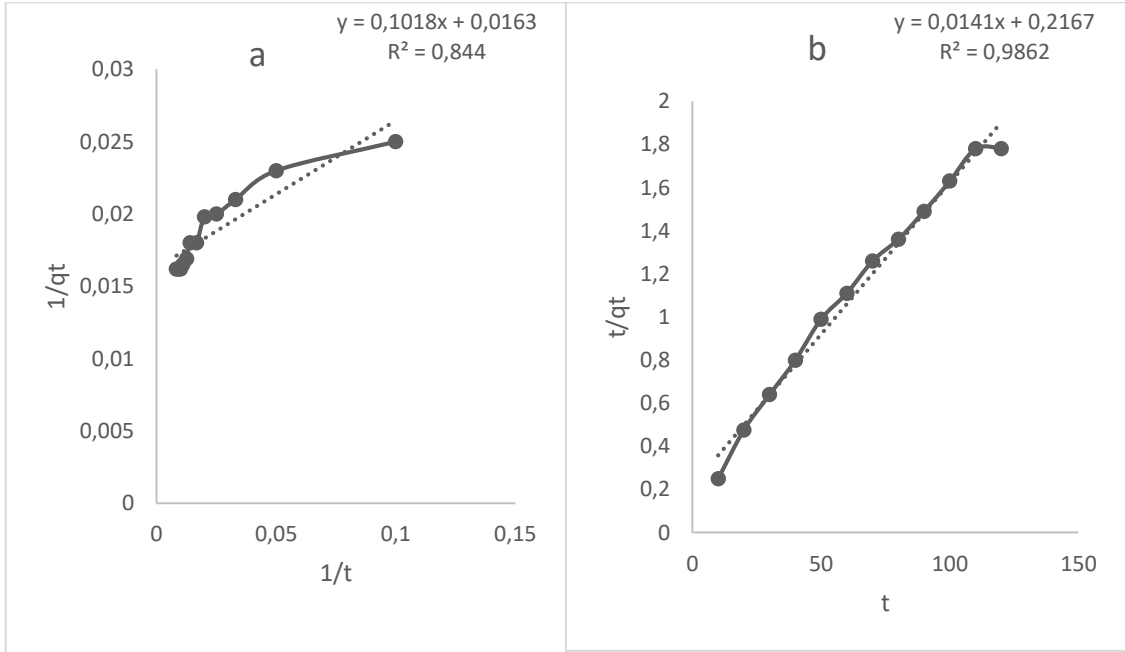 y = 0,1018x + 0,0163
R² = 0,844
a
0,03
0,025
0,02
0,015
0,01
0,005
0
0
0,05
0,1
0,15
1/qt
1/t
y = 0,0141x + 0,2167
R² = 0,9862
b
2
1,8
1,6
1,4
1,2
1
0,8
0,6
0,4
0,2
0
0
50
100
150
t/qt
t